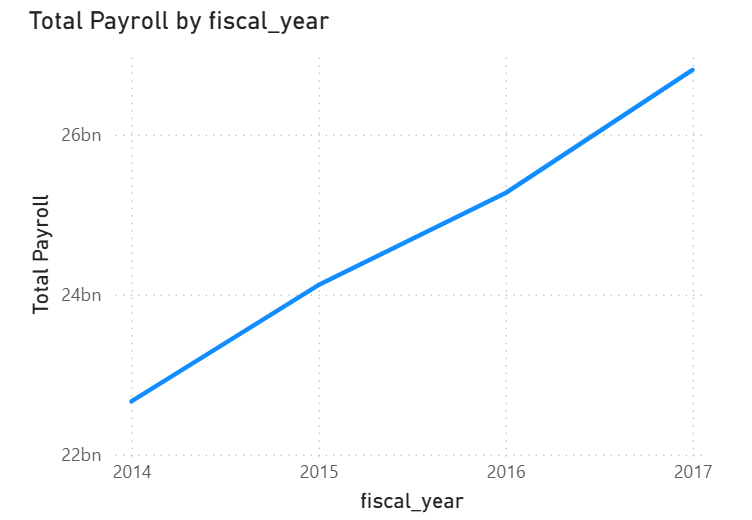 Total Payroll by fiscal_year
Total Payroll
26bn
24bn
22bn
2014 2015 2016 2017
fiscal_year